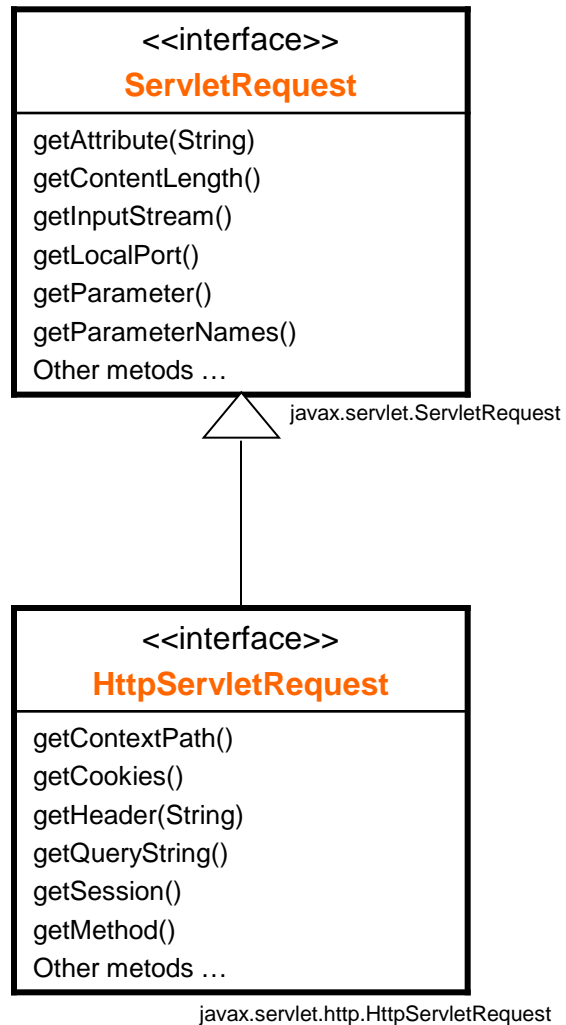 <<interface>>
ServletRequest
getAttribute(String)
getContentLength()
getInputStream()
getLocalPort()
getParameter()
getParameterNames()
Other metods …
javax.servlet.ServletRequest
<<interface>>
HttpServletRequest
getContextPath()
getCookies()
getHeader(String)
getQueryString()
getSession()
getMethod()
Other metods …
javax.servlet.http.HttpServletRequest